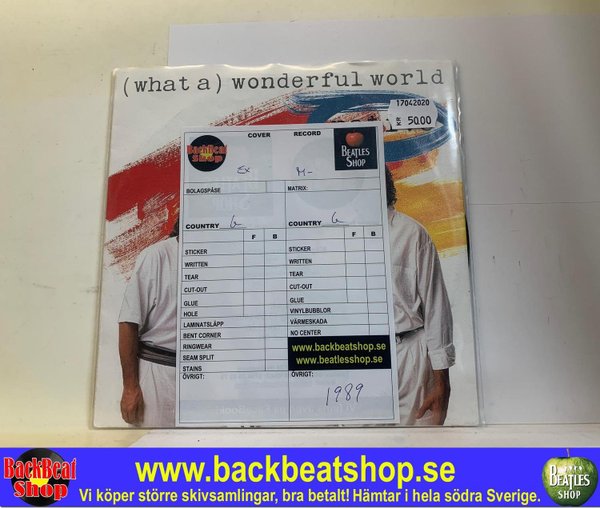 (what a) wonderful world
17042020
KR 50.00
COVER
RECORD
BackBeat
Shop
BEATLES
SHOP
Ex
M-
BOLAGSPÅSE
MATRIX:
COUNTRY G
COUNTRY G
F B
F B
STICKER
STICKER
WRITTEN
WRITTEN
TEAR
TEAR
CUT-OUT
CUT-OUT
GLUE
GLUE
HOLE
VINYLBUBBLOR
LAMINATSLÄPP
VÄRMESKADA
BENT CORNER
NO CENTER
RINGWEAR
www.backbeatshop.se
SEAM SPLIT
www.beatlesshop.se
STAINS
ÖVRIGT:
ÖVRIGT:
1989
BackBeat
Shop
www.backbeatshop.se
Vi köper större skivsamlingar, bra betalt! Hämtar i hela södra Sverige.
BEATLES
SHOP